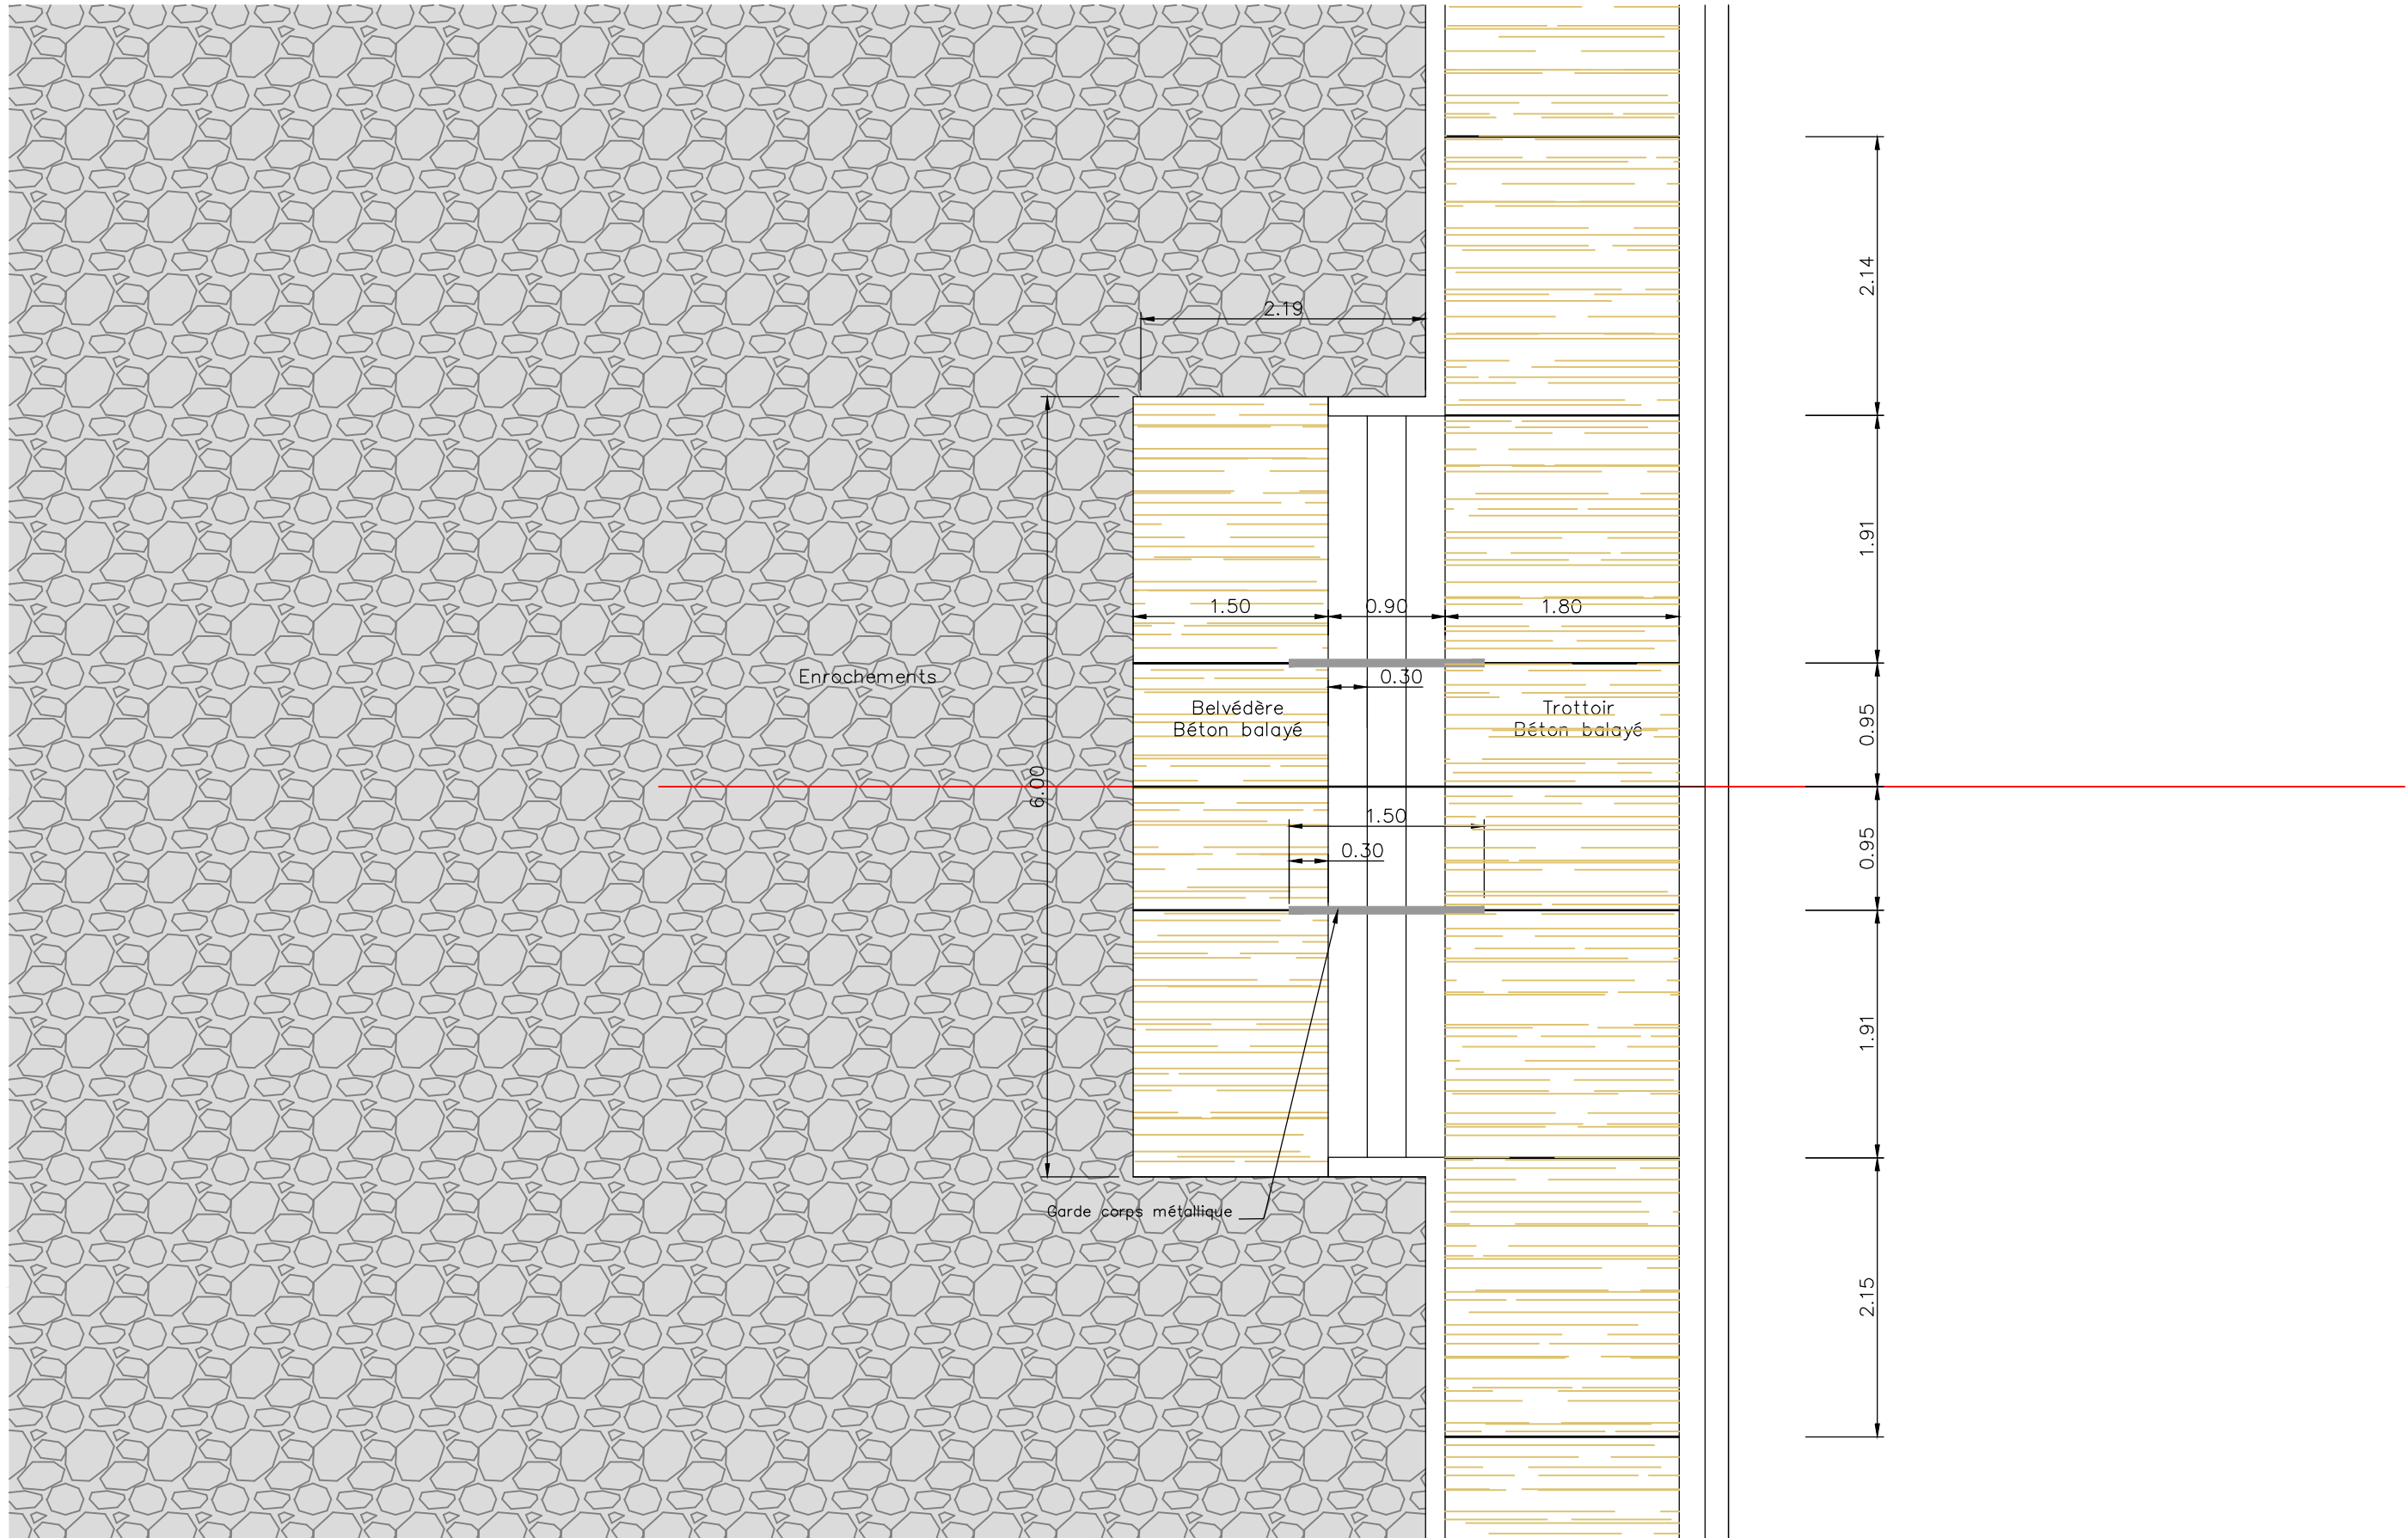 2.14
2.19
1.91
1.50
0.90
1.80
Enrochements
0.30
Belvédère
Béton balayé
Trottoir
Béton balayé
0.95
6.00
1.50
0.30
0.95
1.91
Garde corps métallique
2.15